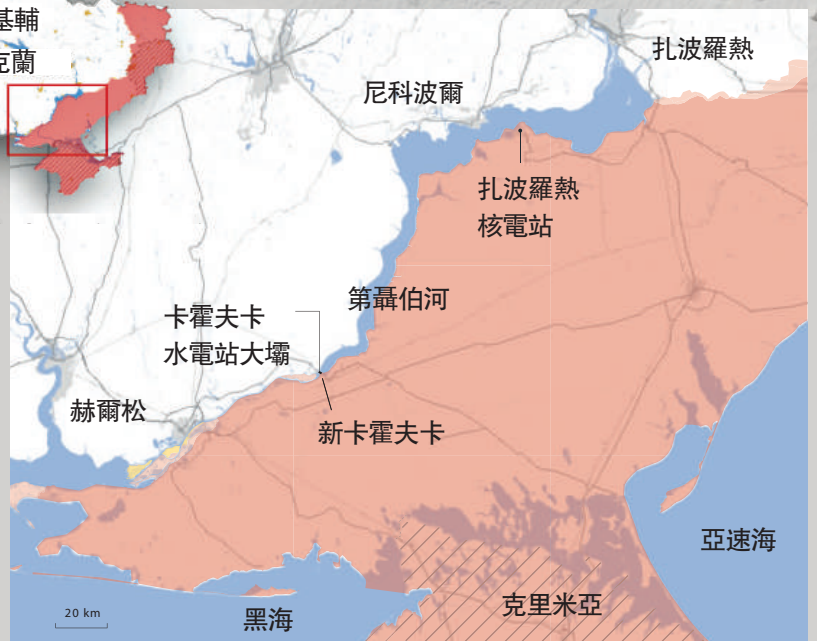 基輔
克蘭
扎波羅熱
尼科波爾
扎波羅熱
核電站
第聶伯河
卡霍夫卡
水電站大壩
赫爾松
新卡霍夫卡
亞速海
克里米亞
黑海
20 km